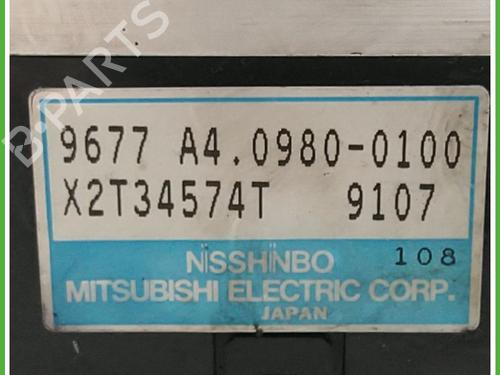 B-PARTS
9677 A4.0980-0100
X2T34574T 9107
NiSSHiNBO 108
MITSUBISHI ELECTRIC CORP.
JAPAN